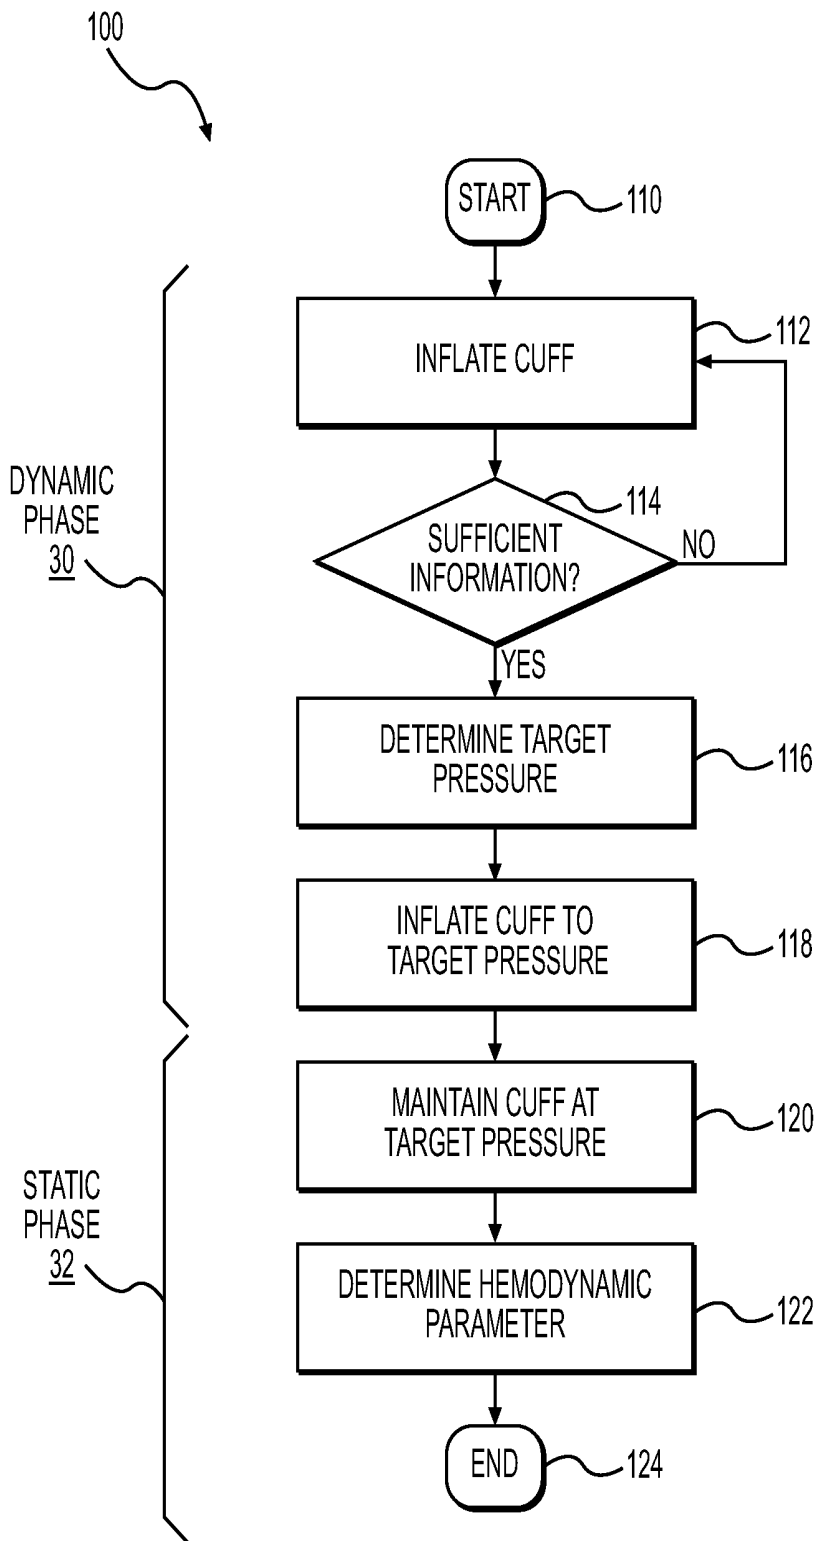 100
START
110
INFLATE CUFF
112
SUFFICIENT
INFORMATION?
114
NO
YES
DYNAMIC
PHASE
30
DETERMINE TARGET
PRESSURE
116
INFLATE CUFF TO
TARGET PRESSURE
118
MAINTAIN CUFF AT
TARGET PRESSURE
120
STATIC
PHASE
32
DETERMINE HEMODYNAMIC
PARAMETER
122
END
124